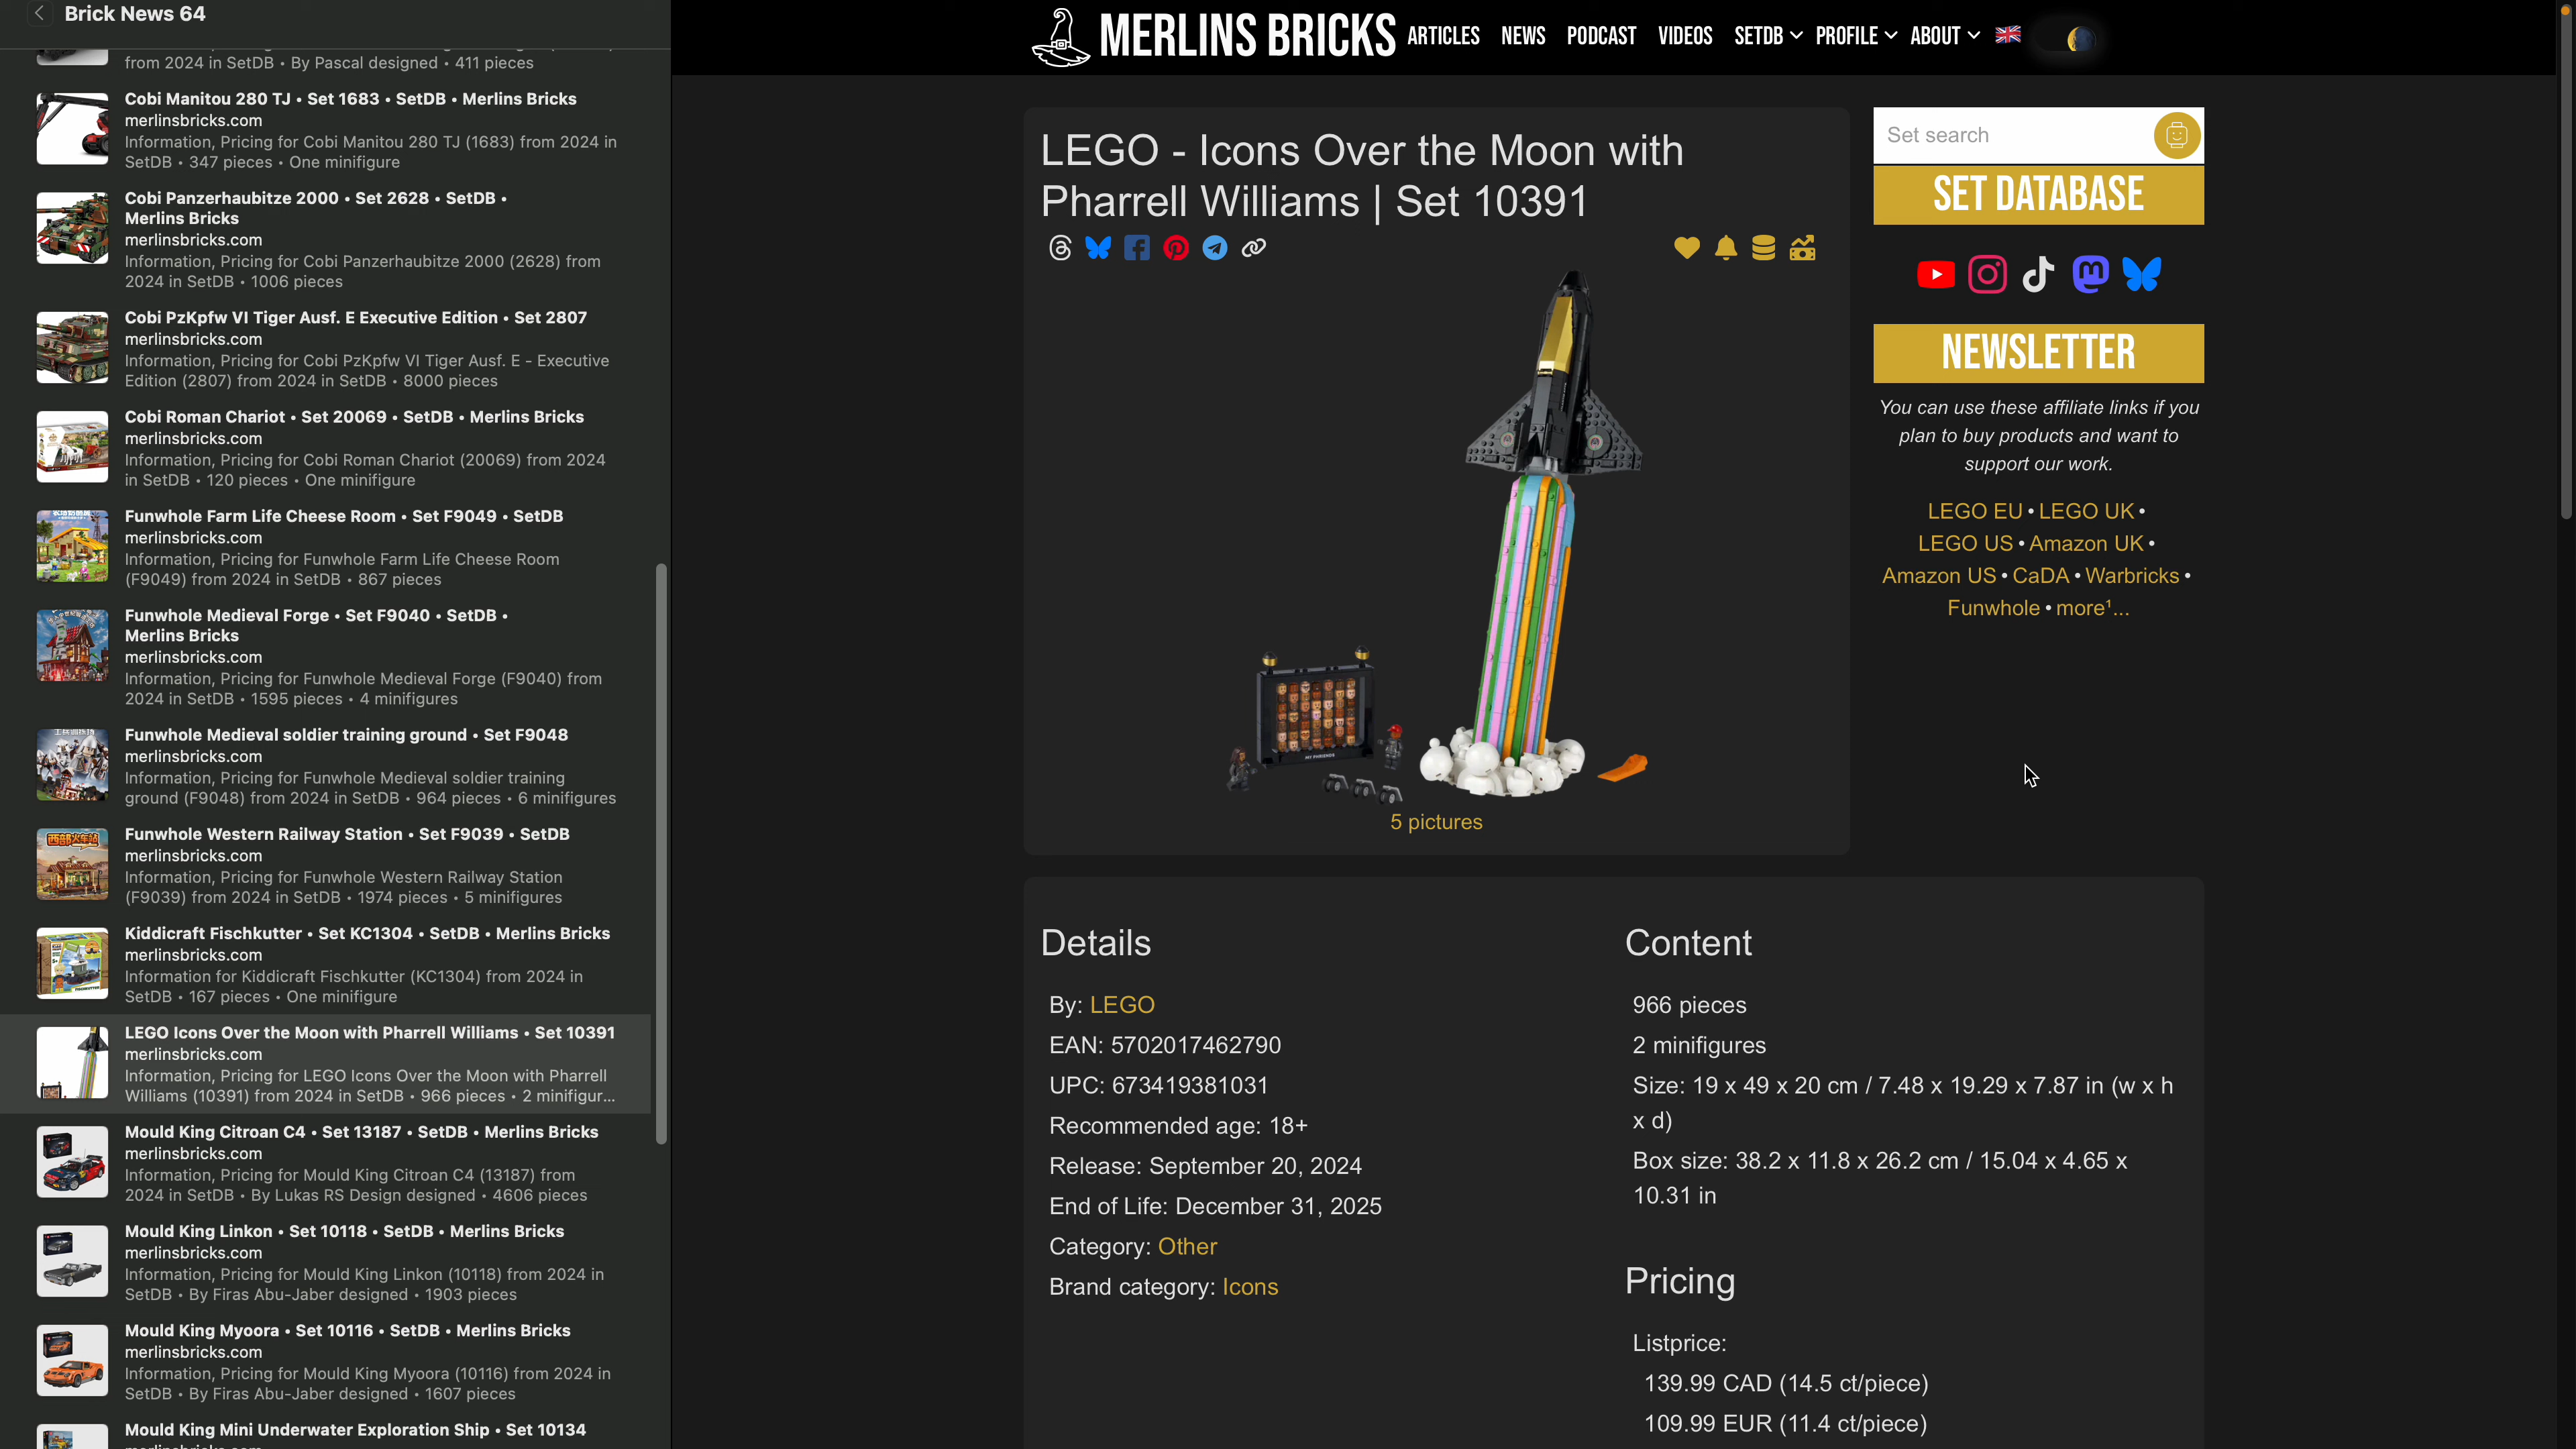 Brick News 64
from 2024 in SetDB • By Pascal designed • 411 pieces
Cobi Manitou 280 TJ • Set 1683 • SetDB • Merlins Bricks
merlinsbricks.com
Information, Pricing for Cobi Manitou 280 TJ (1683) from 2024 in
SetDB • 347 pieces • One minifigure
Cobi Panzerhaubitze 2000 • Set 2628 • SetDB •
Merlins Bricks
merlinsbricks.com
Information, Pricing for Cobi Panzerhaubitze 2000 (2628) from
2024 in SetDB • 1006 pieces
Cobi PzKpfw VI Tiger Ausf. E Executive Edition • Set 2807
merlinsbricks.com
Information, Pricing for Cobi PzKpfw VI Tiger Ausf. E - Executive
Edition (2807) from 2024 in SetDB • 8000 pieces
Cobi Roman Chariot • Set 20069 • SetDB • Merlins Bricks
merlinsbricks.com
Information, Pricing for Cobi Roman Chariot (20069) from 2024
in SetDB • 120 pieces • One minifigure
Funwhole Farm Life Cheese Room • Set F9049 • SetDB
merlinsbricks.com
Information, Pricing for Funwhole Farm Life Cheese Room
(F9049) from 2024 in SetDB • 867 pieces
Funwhole Medieval Forge • Set F9040 • SetDB •
Merlins Bricks
merlinsbricks.com
Information, Pricing for Funwhole Medieval Forge (F9040) from
2024 in SetDB • 1595 pieces • 4 minifigures
Funwhole Medieval soldier training ground • Set F9048
merlinsbricks.com
Information, Pricing for Funwhole Medieval soldier training
ground (F9048) from 2024 in SetDB • 964 pieces • 6 minifigures
Funwhole Western Railway Station • Set F9039 • SetDB
merlinsbricks.com
Information, Pricing for Funwhole Western Railway Station
(F9039) from 2024 in SetDB • 1974 pieces • 5 minifigures
Kiddicraft Fischkutter • Set KC1304 • SetDB • Merlins Bricks
merlinsbricks.com
Information for Kiddicraft Fischkutter (KC1304) from 2024 in
SetDB • 167 pieces • One minifigure
LEGO Icons Over the Moon with Pharrell Williams • Set 10391
merlinsbricks.com
Information, Pricing for LEGO Icons Over the Moon with Pharrell
Williams (10391) from 2024 in SetDB • 966 pieces • 2 minifigur...
Mould King Citroan C4 • Set 13187 • SetDB • Merlins Bricks
merlinsbricks.com
Information, Pricing for Mould King Citroan C4 (13187) from
2024 in SetDB • By Lukas RS Design designed • 4606 pieces
Mould King Linkon • Set 10118 • SetDB • Merlins Bricks
merlinsbricks.com
Information, Pricing for Mould King Linkon (10118) from 2024 in
SetDB • By Firas Abu-Jaber designed • 1903 pieces
Mould King Myoora • Set 10116 • SetDB • Merlins Bricks
merlinsbricks.com
Information, Pricing for Mould King Myoora (10116) from 2024 in
SetDB • By Firas Abu-Jaber designed • 1607 pieces
Mould King Mini Underwater Exploration Ship • Set 10134
MERLINS BRICKS
ARTICLES NEWS PODCAST VIDEOS SETDB PROFILE ABOUT
LEGO - Icons Over the Moon with
Pharrell Williams | Set 10391
MY PHRIENDS
5 pictures
Set search
SET DATABASE
NEWSLETTER
You can use these affiliate links if you
plan to buy products and want to
support our work.
LEGO EU • LEGO UK •
LEGO US • Amazon UK •
Amazon US • CaDA • Warbricks •
Funwhole • more¹...
Details
By: LEGO
EAN: 5702017462790
UPC: 673419381031
Recommended age: 18+
Release: September 20, 2024
End of Life: December 31, 2025
Category: Other
Brand category: Icons
Content
966 pieces
2 minifigures
Size: 19 x 49 x 20 cm / 7.48 x 19.29 x 7.87 in (w x h
x d)
Box size: 38.2 x 11.8 x 26.2 cm / 15.04 x 4.65 x
10.31 in
Pricing
Listprice:
139.99 CAD (14.5 ct/piece)
109.99 EUR (11.4 ct/piece)